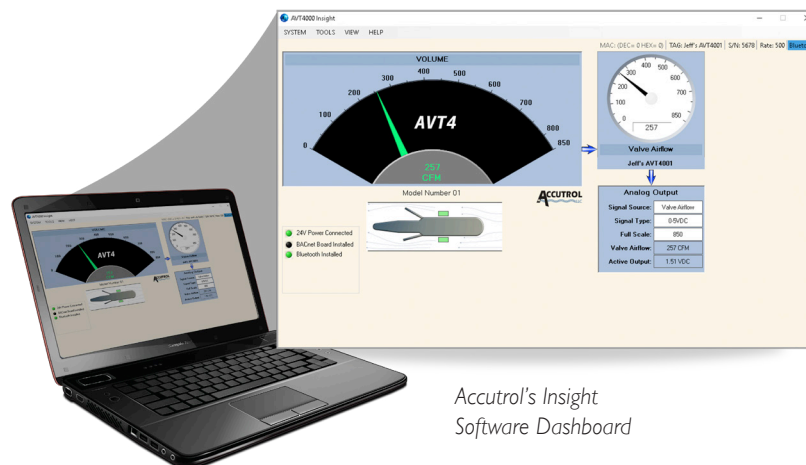 AVT4000 Insight
SYSTEM TOOLS VIEW HELP
MAC: (DEC= 0 HEX= 0) TAG: Jeff's AVT4001 S/N: 5678 Rate: 500 Blueto
VOLUME
0 100 200 300 400 500 600 700 800 850
AVT4
257
CFM
0 100 200 300 400 500 600 700 850
257
Valve Airflow
Jeff's AVT4001
Model Number 01
ACCUTROL
24V Power Connected
BACnet Board Installed
Bluetooth Installed
Analog Output
Signal Source: Valve Airflow
Signal Type: 0-5VDC
Full Scale: 850
Valve Airflow: 257 CFM
Active Output: 1.51 VDC
AVT4
Accutrol's Insight
Software Dashboard